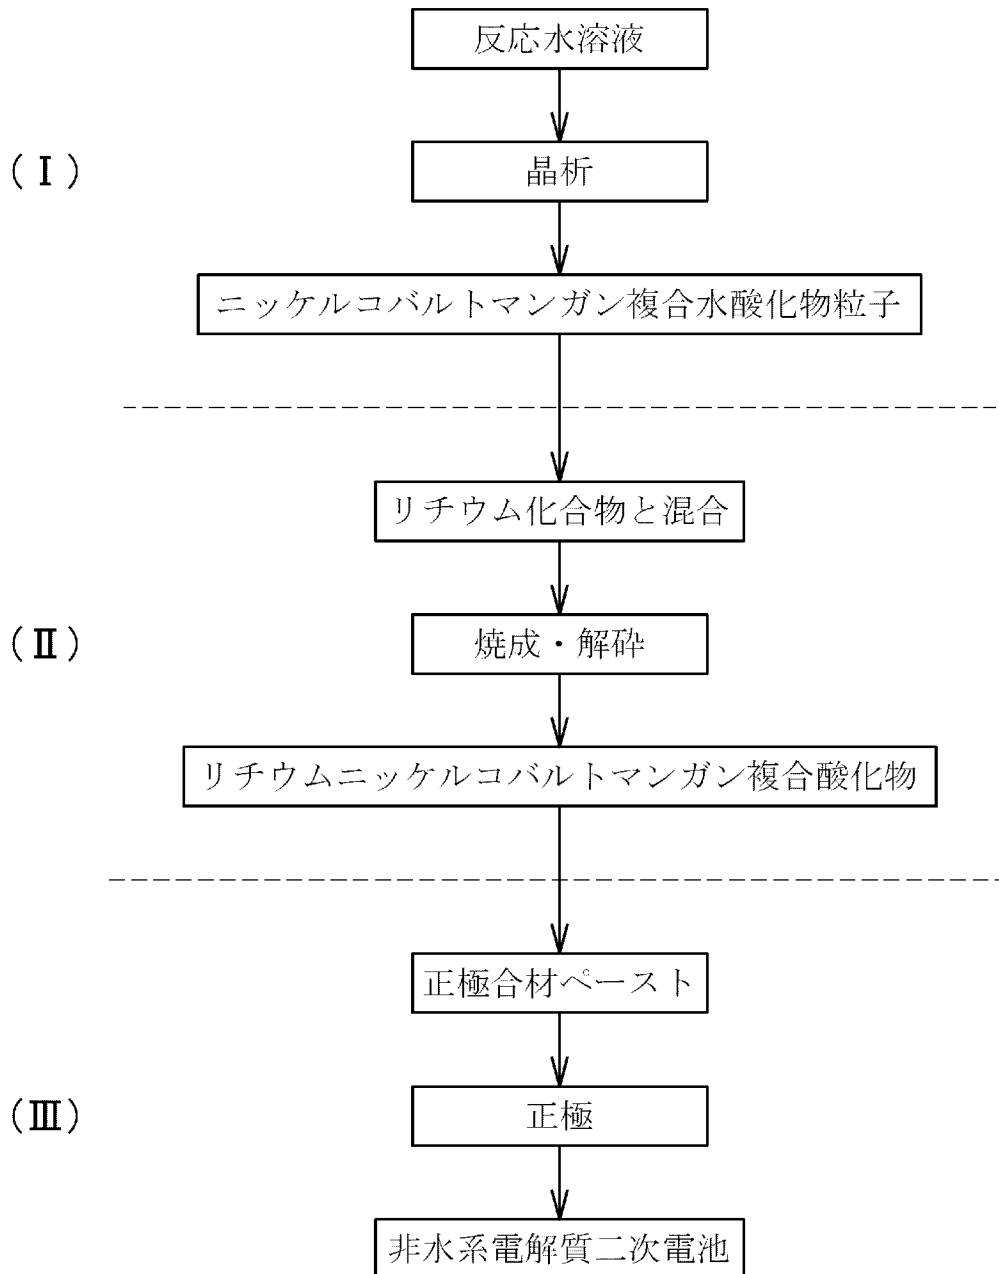 反応水溶液
(Ⅰ)
晶析
ニッケルコバルトマンガン複合水酸化物粒子
リチウム化合物と混合
(Ⅱ)
焼成・解砕
リチウムニッケルコバルトマンガン複合酸化物
正極合材ペースト
(Ⅲ)
正極
非水系電解質二次電池